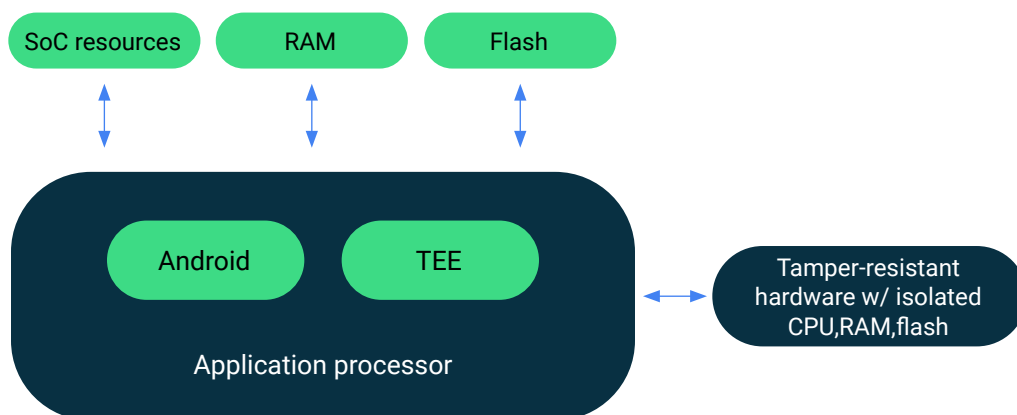 SoC resources
RAM
Flash
Android
TEE
Application processor
Tamper-resistant
hardware w/ isolated
CPU,RAM,flash